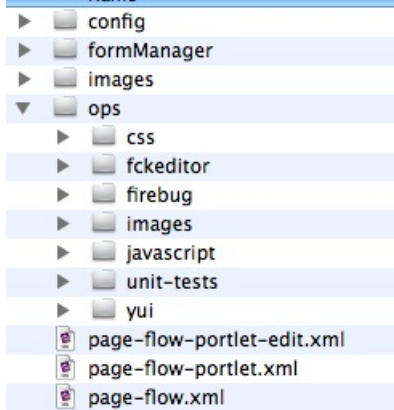 config
formManager
images
ops
css
fckeditor
firebug
images
javascript
unit-tests
yui
page-flow-portlet-edit.xml
page-flow-portlet.xml
page-flow.xml